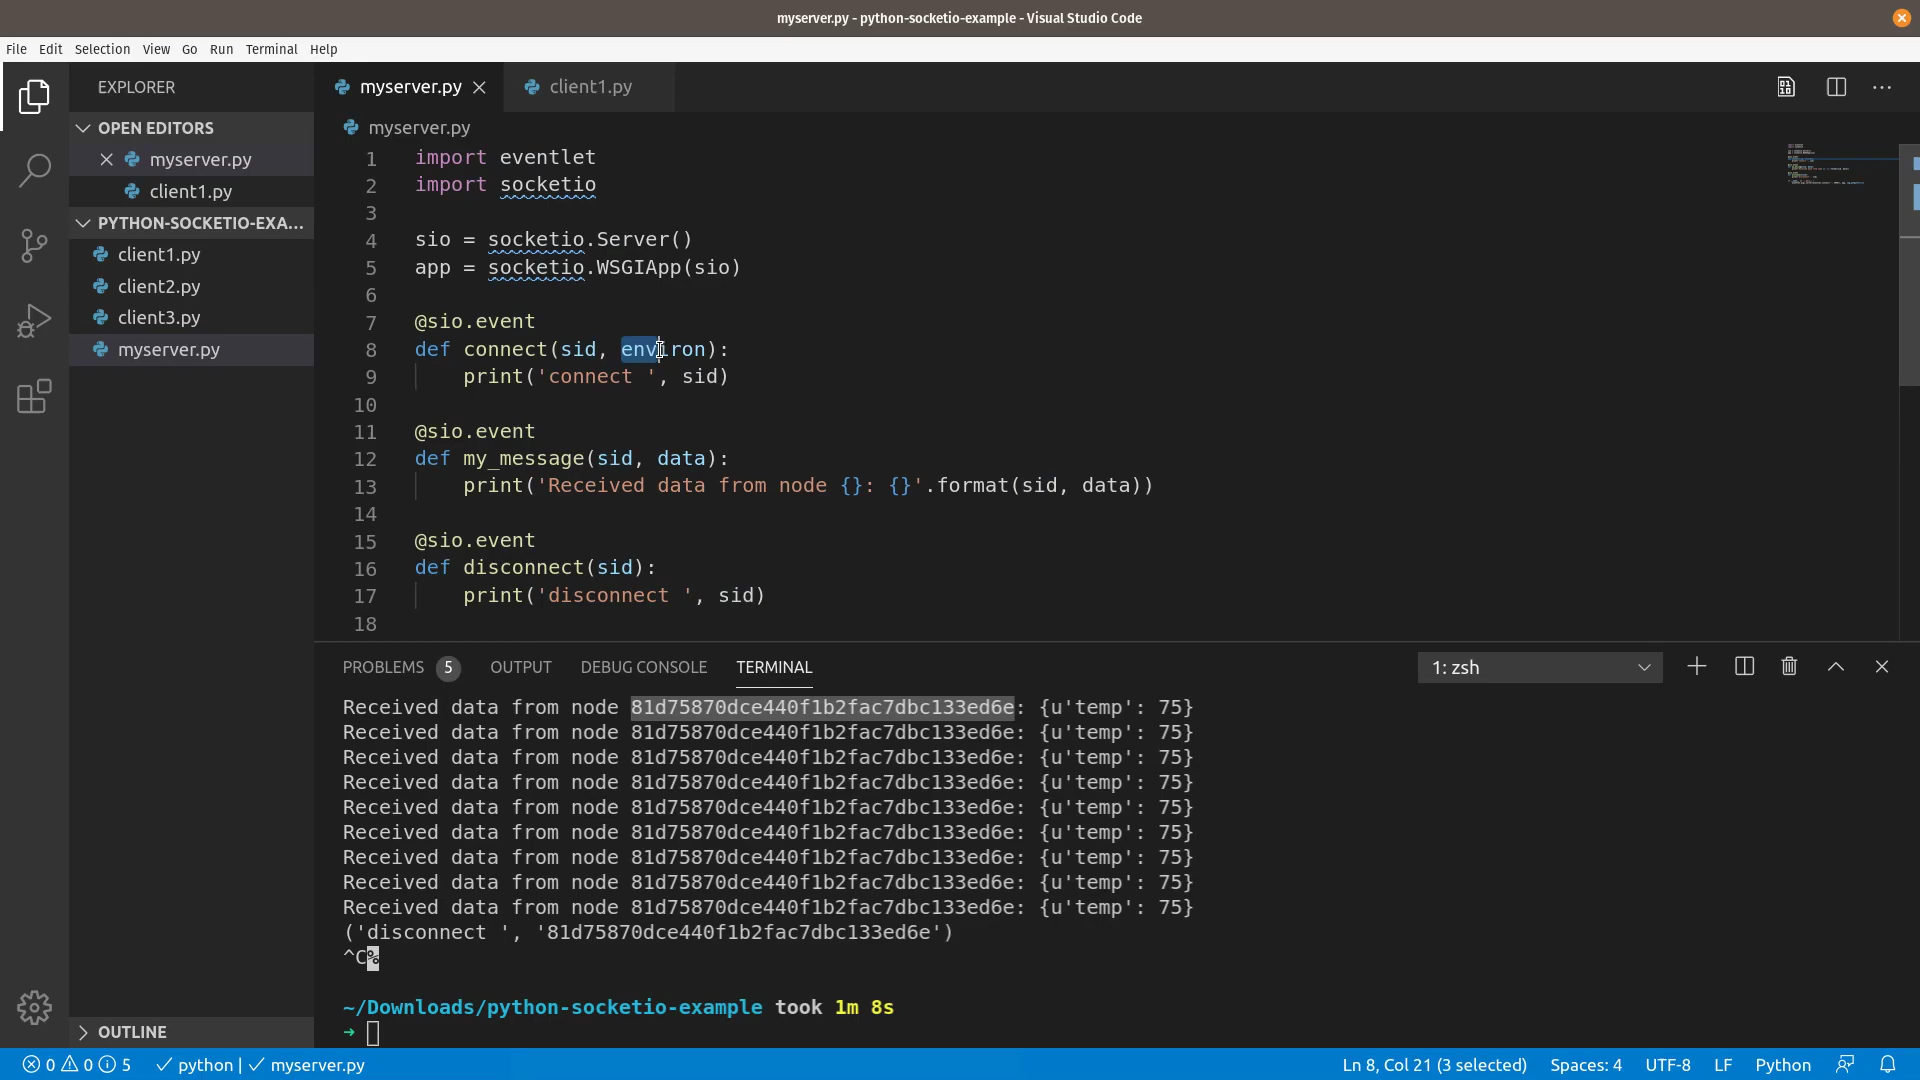 myserver.py - python-socketio-example - Visual Studio Code
File Edit Selection View Go Run Terminal Help
EXPLORER
OPEN EDITORS
myserver.py
client1.py
PYTHON-SOCKETIO-EXA...
client1.py
client2.py
client3.py
myserver.py
OUTLINE
myserver.py client1.py
myserver.py
1 import eventlet
2 import socketio
3
4 sio = socketio.Server()
5 app = socketio.WSGIApp(sio)
6
7 @sio.event
8 def connect(sid, environ):
9 print('connect ', sid)
10
11 @sio.event
12 def my_message(sid, data):
13 print('Received data from node {}: {}'.format(sid, data))
14
15 @sio.event
16 def disconnect(sid):
17 print('disconnect ', sid)
18
PROBLEMS 5 OUTPUT DEBUG CONSOLE TERMINAL 1: zsh
Received data from node 81d75870dce440f1b2fac7dbc133ed6e: {u'temp': 75}
Received data from node 81d75870dce440f1b2fac7dbc133ed6e: {u'temp': 75}
Received data from node 81d75870dce440f1b2fac7dbc133ed6e: {u'temp': 75}
Received data from node 81d75870dce440f1b2fac7dbc133ed6e: {u'temp': 75}
Received data from node 81d75870dce440f1b2fac7dbc133ed6e: {u'temp': 75}
Received data from node 81d75870dce440f1b2fac7dbc133ed6e: {u'temp': 75}
Received data from node 81d75870dce440f1b2fac7dbc133ed6e: {u'temp': 75}
Received data from node 81d75870dce440f1b2fac7dbc133ed6e: {u'temp': 75}
Received data from node 81d75870dce440f1b2fac7dbc133ed6e: {u'temp': 75}
('disconnect ', '81d75870dce440f1b2fac7dbc133ed6e')
^C%
~/Downloads/python-socketio-example took 1m 8s
➜
0 0 5 python | myserver.py Ln 8, Col 21 (3 selected) Spaces: 4 UTF-8 LF Python